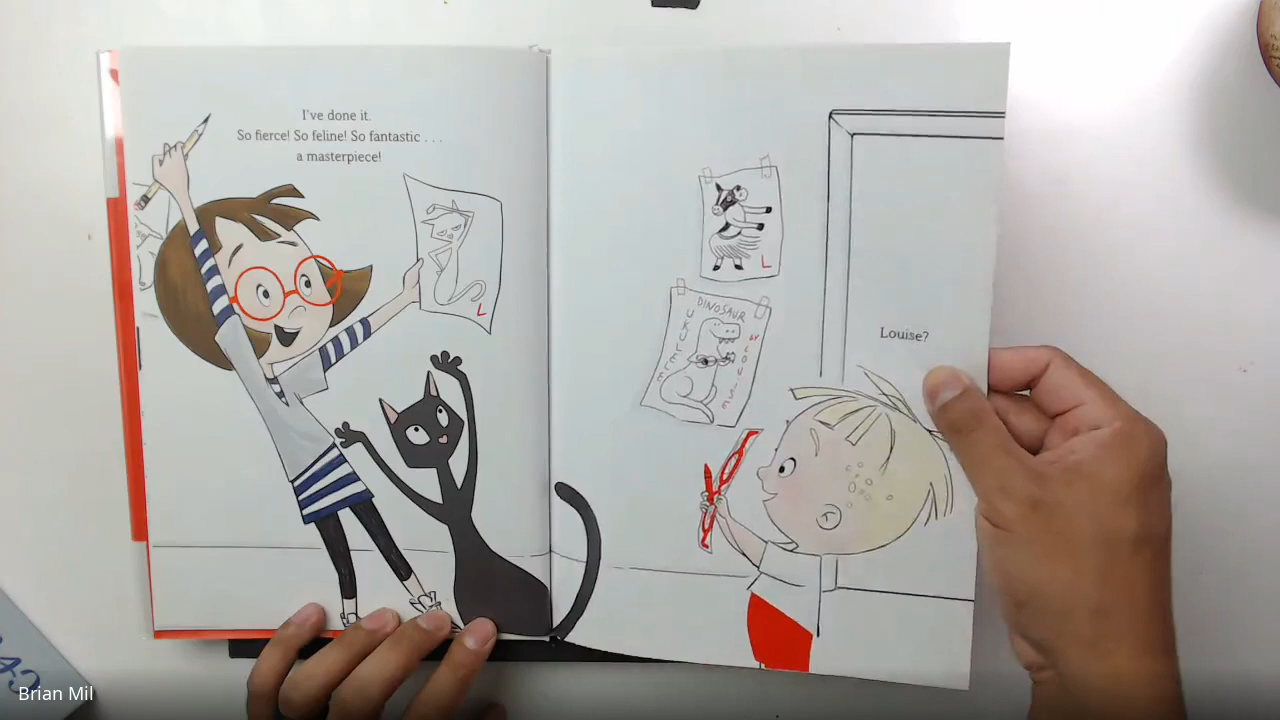 I've done it.
So fierce! So feline! So fantastic . . .
a masterpiece!
L
L
DINOSAUR
UKULELE
BY LOUISE
Louise?
Brian Mil